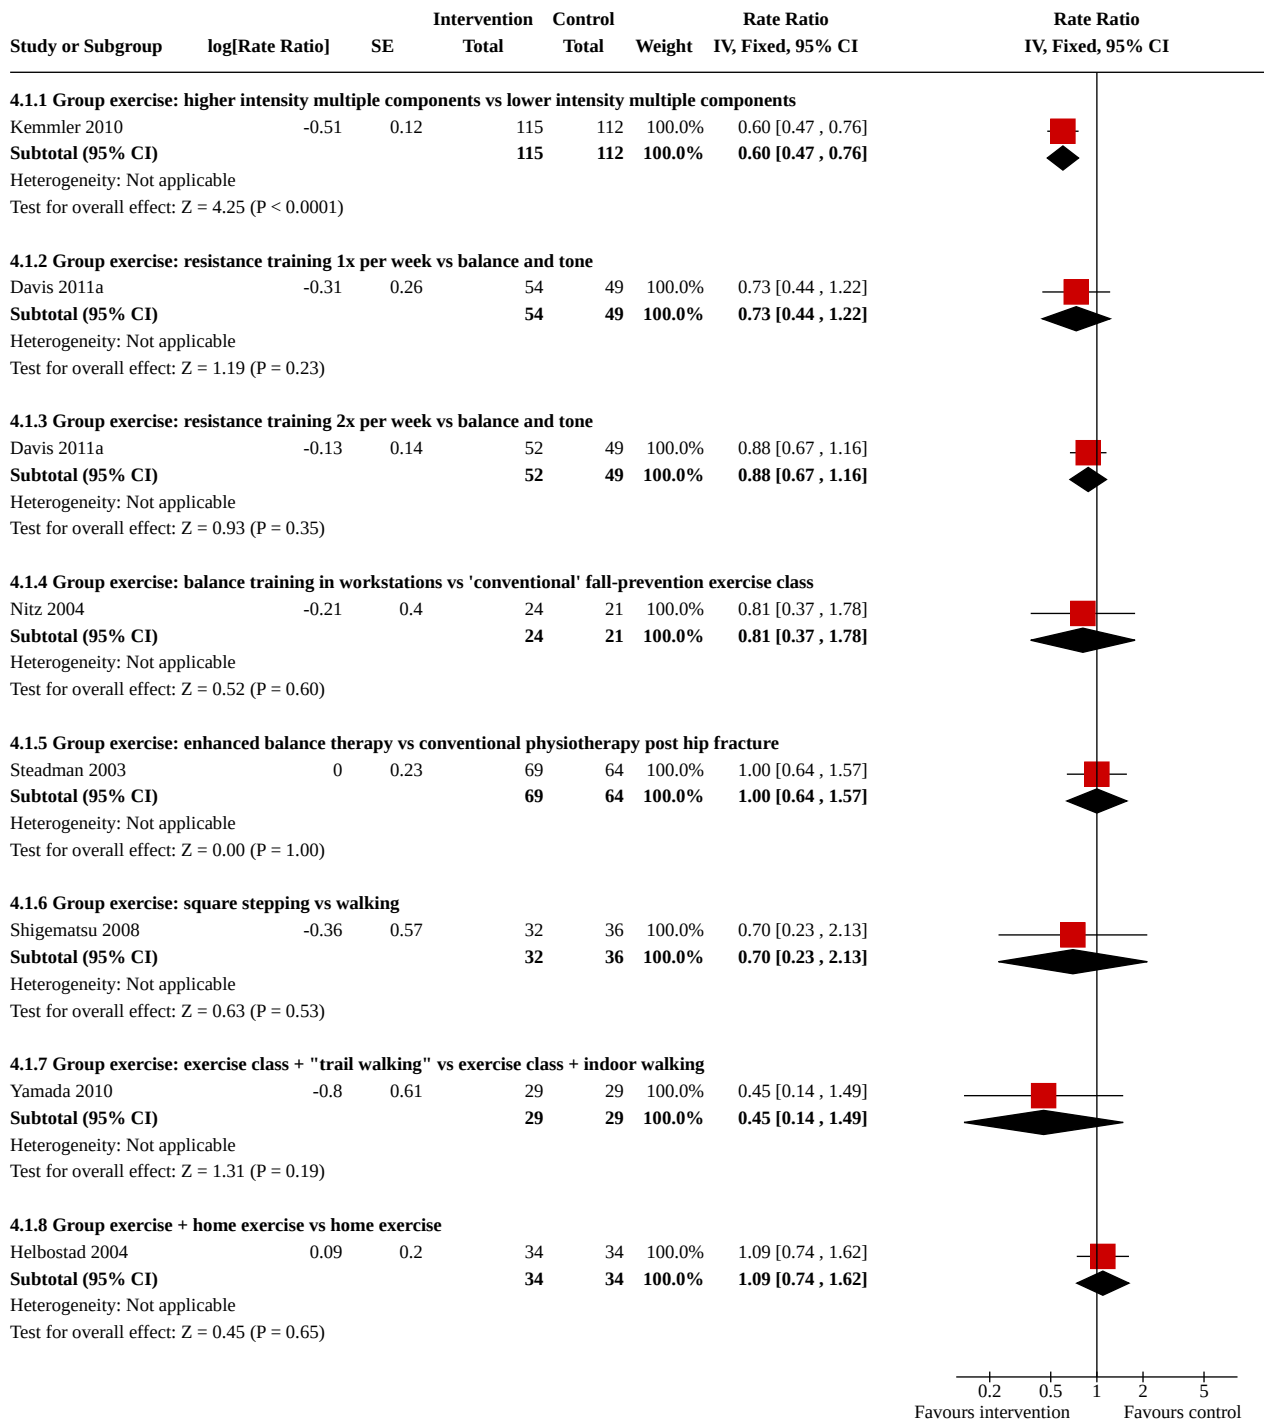 Intervention Control Rate Ratio Rate Ratio
Study or Subgroup log[Rate Ratio] SE Total Total Weight IV, Fixed, 95% CI IV, Fixed, 95% CI
4.1.1 Group exercise: higher intensity multiple components vs lower intensity multiple components
Kemmler 2010 -0.51 0.12 115 112 100.0% 0.60 [0.47 , 0.76]
Subtotal (95% CI) 115 112 100.0% 0.60 [0.47 , 0.76]
Heterogeneity: Not applicable
Test for overall effect: Z = 4.25 (P < 0.0001)
4.1.2 Group exercise: resistance training 1x per week vs balance and tone
Davis 2011a -0.31 0.26 54 49 100.0% 0.73 [0.44 , 1.22]
Subtotal (95% CI) 54 49 100.0% 0.73 [0.44 , 1.22]
Heterogeneity: Not applicable
Test for overall effect: Z = 1.19 (P = 0.23)
4.1.3 Group exercise: resistance training 2x per week vs balance and tone
Davis 2011a -0.13 0.14 52 49 100.0% 0.88 [0.67 , 1.16]
Subtotal (95% CI) 52 49 100.0% 0.88 [0.67 , 1.16]
Heterogeneity: Not applicable
Test for overall effect: Z = 0.93 (P = 0.35)
4.1.4 Group exercise: balance training in workstations vs 'conventional' fall-prevention exercise class
Nitz 2004 -0.21 0.4 24 21 100.0% 0.81 [0.37 , 1.78]
Subtotal (95% CI) 24 21 100.0% 0.81 [0.37 , 1.78]
Heterogeneity: Not applicable
Test for overall effect: Z = 0.52 (P = 0.60)
4.1.5 Group exercise: enhanced balance therapy vs conventional physiotherapy post hip fracture
Steadman 2003 0 0.23 69 64 100.0% 1.00 [0.64 , 1.57]
Subtotal (95% CI) 69 64 100.0% 1.00 [0.64 , 1.57]
Heterogeneity: Not applicable
Test for overall effect: Z = 0.00 (P = 1.00)
4.1.6 Group exercise: square stepping vs walking
Shigematsu 2008 -0.36 0.57 32 36 100.0% 0.70 [0.23 , 2.13]
Subtotal (95% CI) 32 36 100.0% 0.70 [0.23 , 2.13]
Heterogeneity: Not applicable
Test for overall effect: Z = 0.63 (P = 0.53)
4.1.7 Group exercise: exercise class + "trail walking" vs exercise class + indoor walking
Yamada 2010 -0.8 0.61 29 29 100.0% 0.45 [0.14 , 1.49]
Subtotal (95% CI) 29 29 100.0% 0.45 [0.14 , 1.49]
Heterogeneity: Not applicable
Test for overall effect: Z = 1.31 (P = 0.19)
4.1.8 Group exercise + home exercise vs home exercise
Helbostad 2004 0.09 0.2 34 34 100.0% 1.09 [0.74 , 1.62]
Subtotal (95% CI) 34 34 100.0% 1.09 [0.74 , 1.62]
Heterogeneity: Not applicable
Test for overall effect: Z = 0.45 (P = 0.65)
0.2 0.5 1 2 5
Favours intervention Favours control